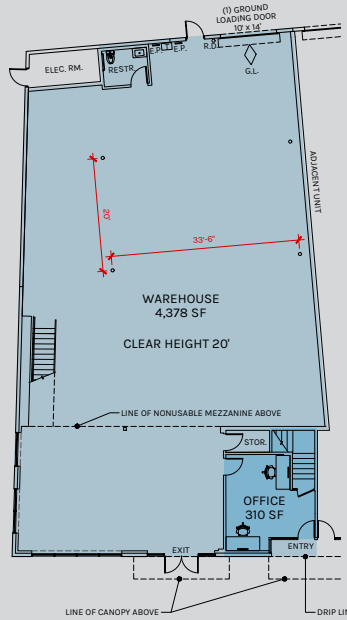 (1) GROUND
LOADING DOOR
10' x 14'
E.P. E.P. R.D.
ELEC. RM.
RESTR.
G.L.
ADJACENT UNIT
20'
33'-6"
WAREHOUSE
4,378 SF
CLEAR HEIGHT 20'
LINE OF NONUSABLE MEZZANINE ABOVE
STOR.
OFFICE
310 SF
EXIT
ENTRY
LINE OF CANOPY ABOVE
DRIP LIN